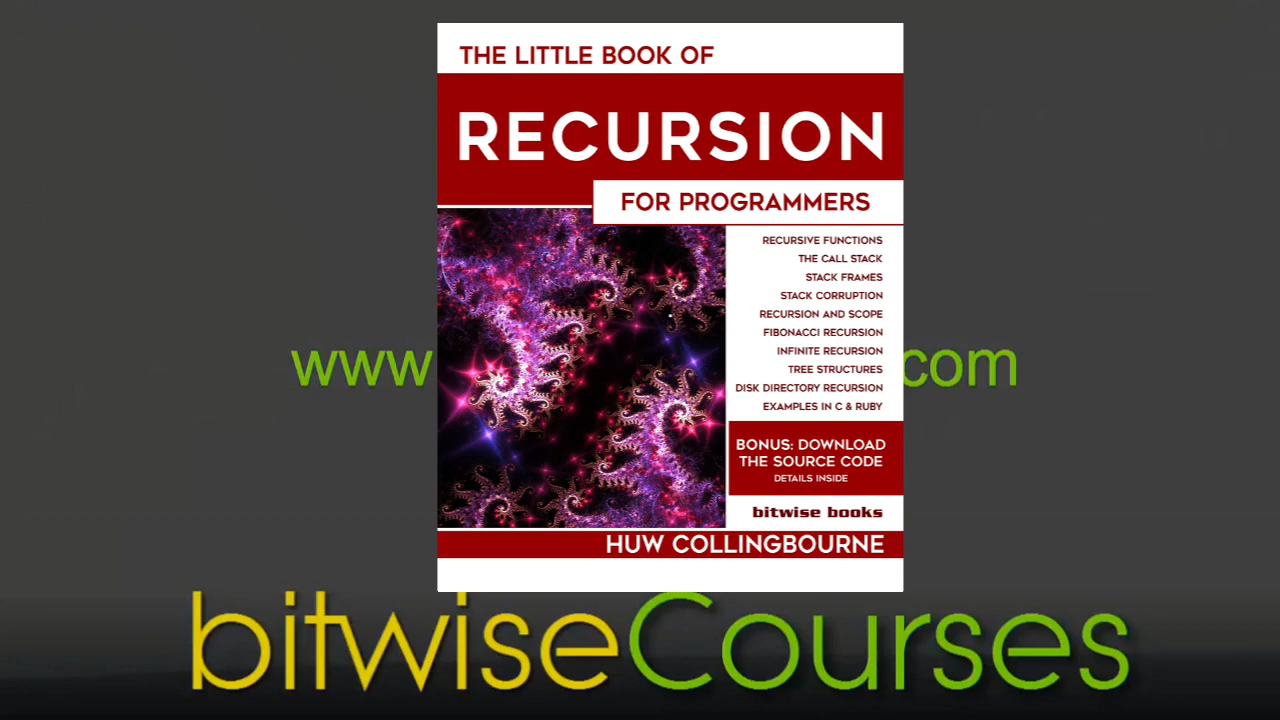 THE LITTLE BOOK OF
RECURSION
FOR PROGRAMMERS
RECURSIVE FUNCTIONS
THE CALL STACK
STACK FRAMES
STACK CORRUPTION
RECURSION AND SCOPE
FIBONACCI RECURSION
INFINITE RECURSION
TREE STRUCTURES
DISK DIRECTORY RECURSION
EXAMPLES IN C & RUBY
www
.com
BONUS: DOWNLOAD
THE SOURCE CODE
DETAILS INSIDE
bitwise books
HUW COLLINGBOURNE
bitwiseCourses